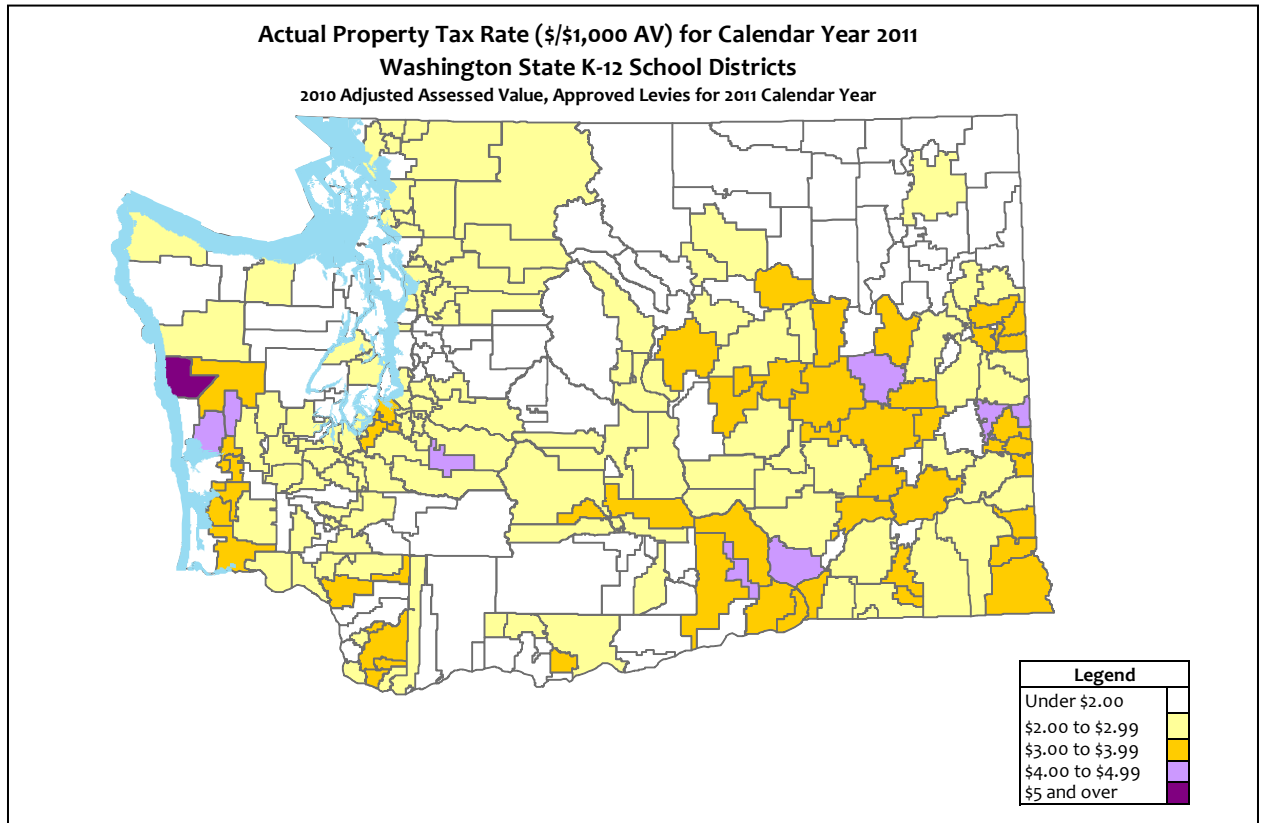 Actual Property Tax Rate ($/$1,000 AV) for Calendar Year 2011
Washington State K-12 School Districts
2010 Adjusted Assessed Value, Approved Levies for 2011 Calendar Year
Legend
Under $2.00
$2.00 to $2.99
$3.00 to $3.99
$4.00 to $4.99
$5 and over